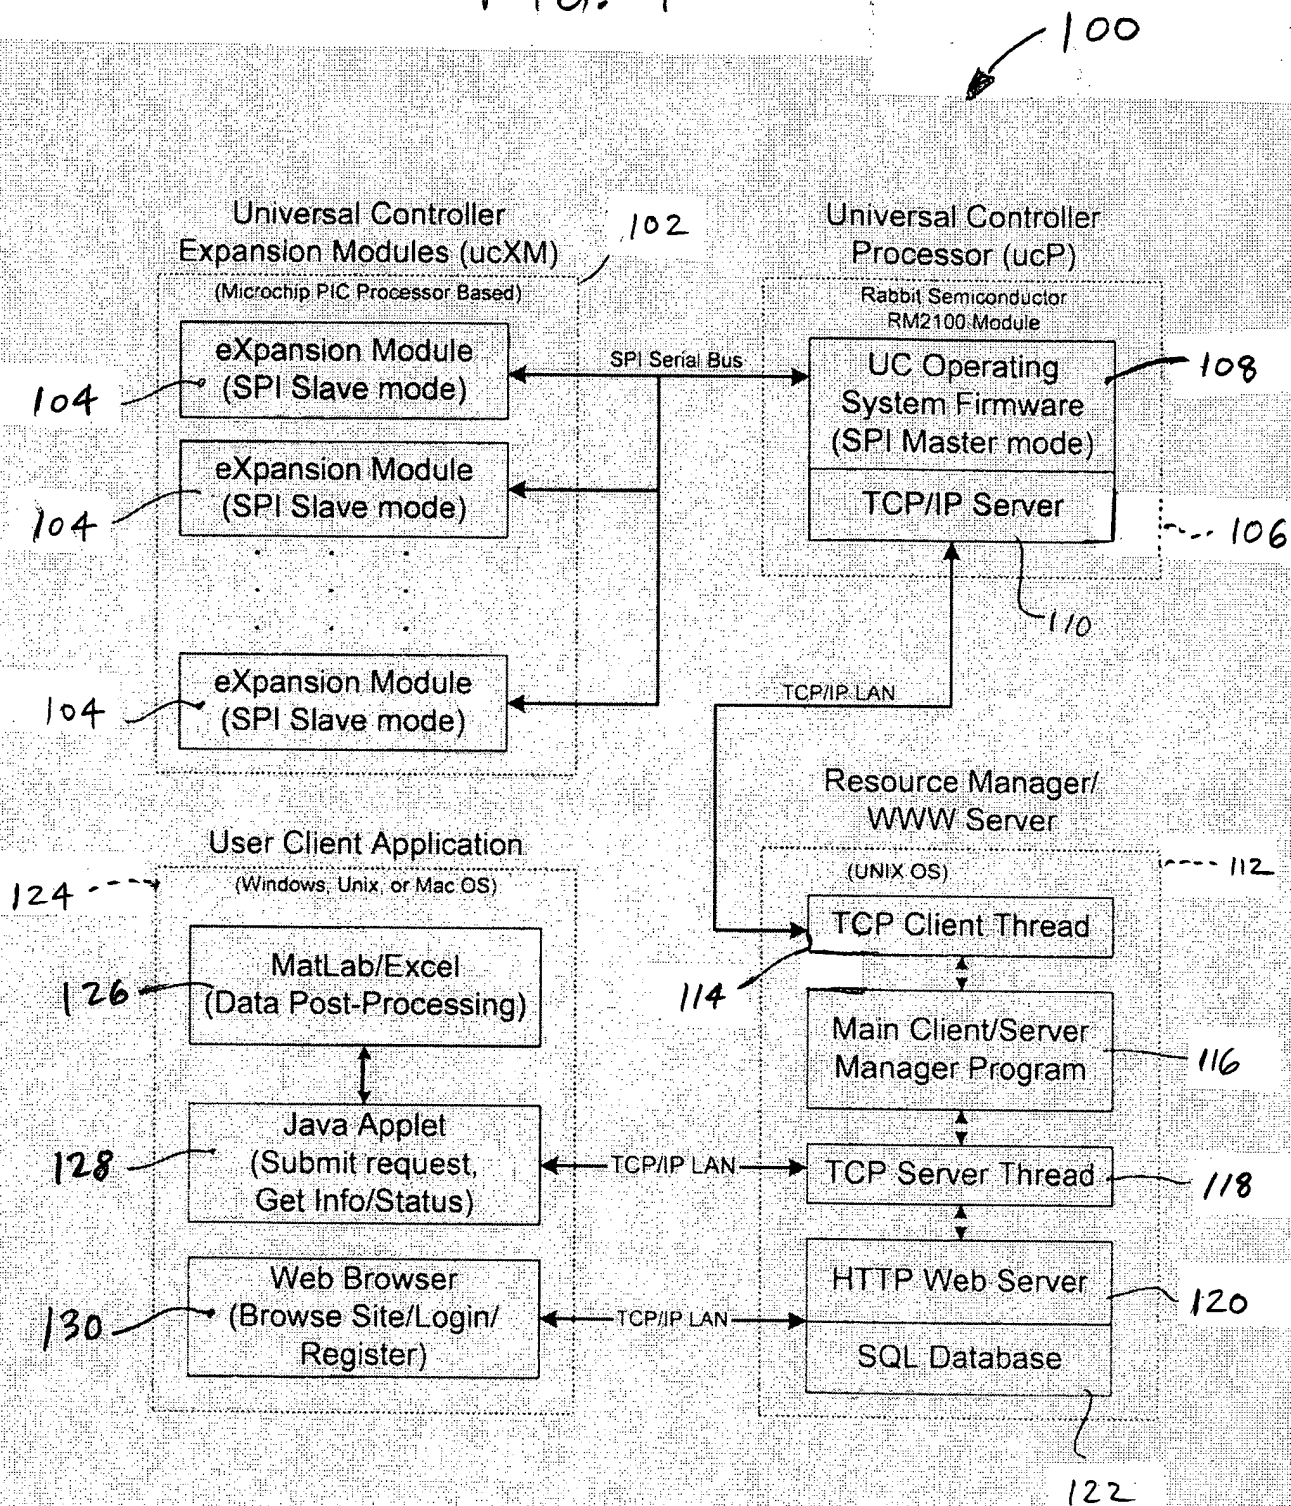 100
Universal Controller
Expansion Modules (ucXM)
102
(Microchip PIC Processor Based)
eXpansion Module
(SPI Slave mode)
104
eXpansion Module
(SPI Slave mode)
104
eXpansion Module
(SPI Slave mode)
104
SPI Serial Bus
Universal Controller
Processor (ucP)
Rabbit Semiconductor
RM2100 Module
UC Operating
System Firmware
(SPI Master mode)
108
TCP/IP Server
106
110
TCP/IP LAN
Resource Manager/
WWW Server
112
(UNIX OS)
TCP Client Thread
114
Main Client/Server
Manager Program
116
TCP Server Thread
118
HTTP Web Server
120
SQL Database
122
User Client Application
124
(Windows, Unix, or Mac OS)
MatLab/Excel
(Data Post-Processing)
126
Java Applet
(Submit request,
Get Info/Status)
128
TCP/IP LAN
Web Browser
(Browse Site/Login/
Register)
130
TCP/IP LAN